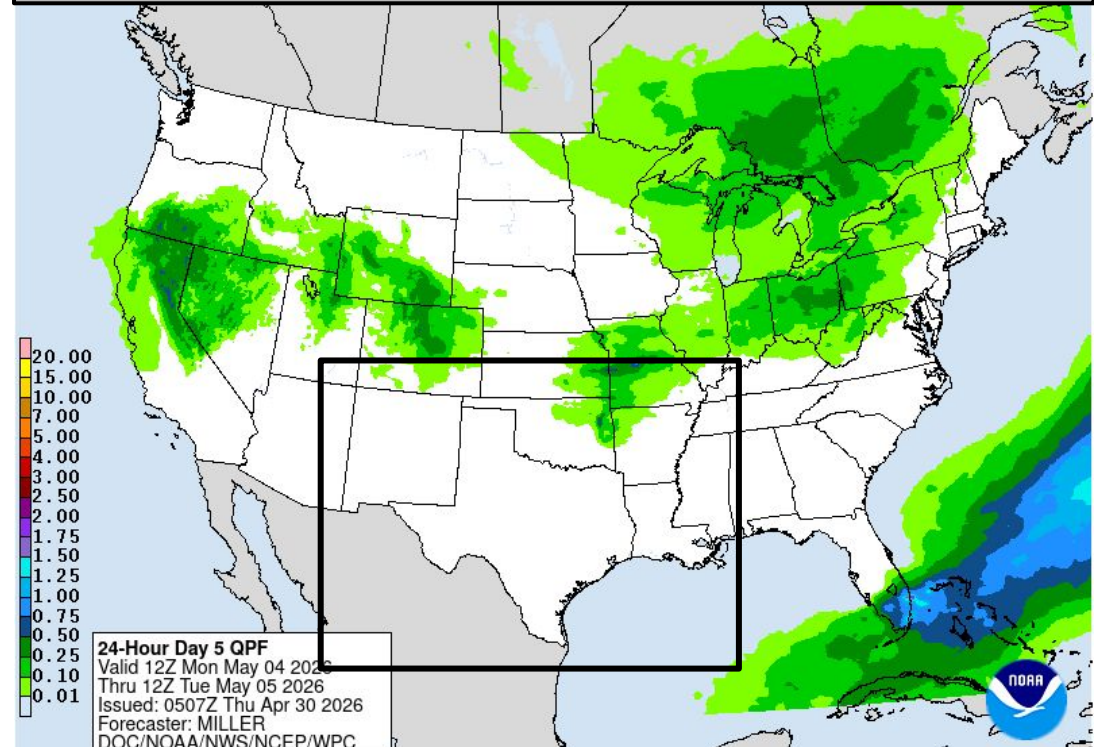 20.00
15.00
10.00
7.00
5.00
4.00
3.00
2.50
2.00
1.75
1.50
1.25
1.00
0.75
0.50
0.25
0.10
0.01
24-Hour Day 5 QPF
Valid 12Z Mon May 04 2026
Thru 12Z Tue May 05 2026
Issued: 0507Z Thu Apr 30 2026
Forecaster: MILLER
DOC/NOAA/NWS/NCEP/WPC
NOAA